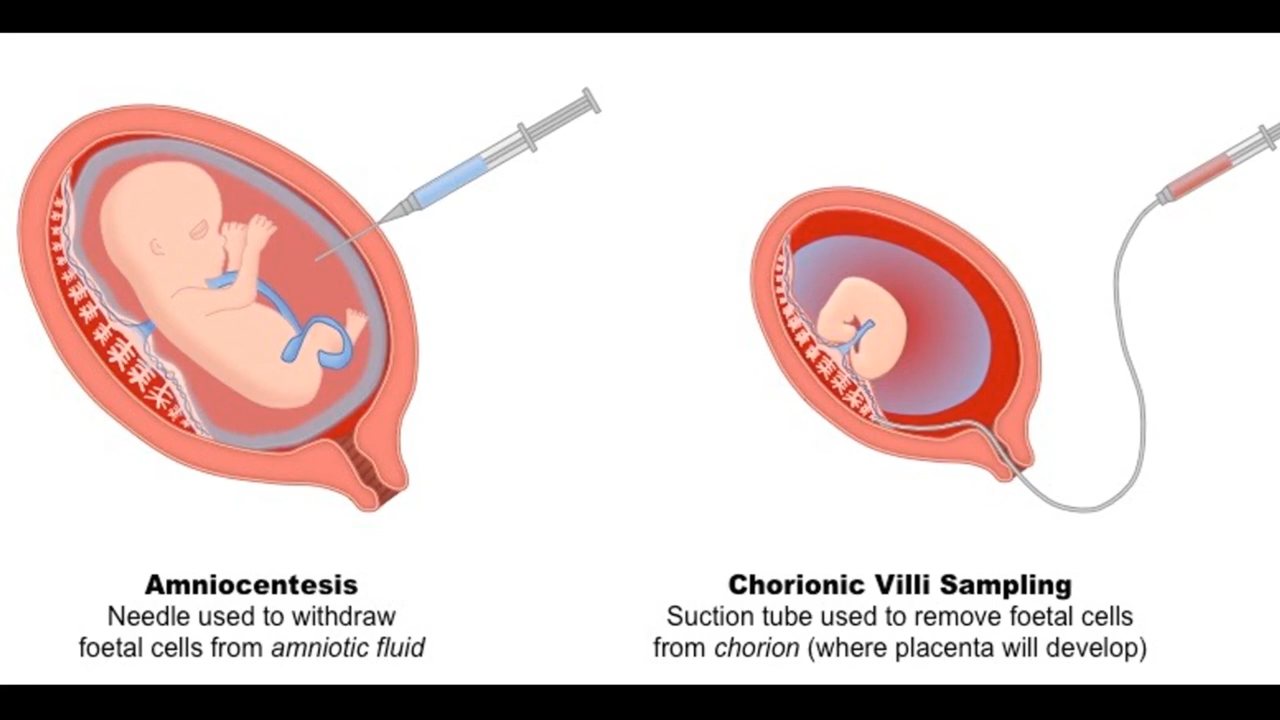 Amniocentesis
Needle used to withdraw
foetal cells from amniotic fluid
Chorionic Villi Sampling
Suction tube used to remove foetal cells
from chorion (where placenta will develop)